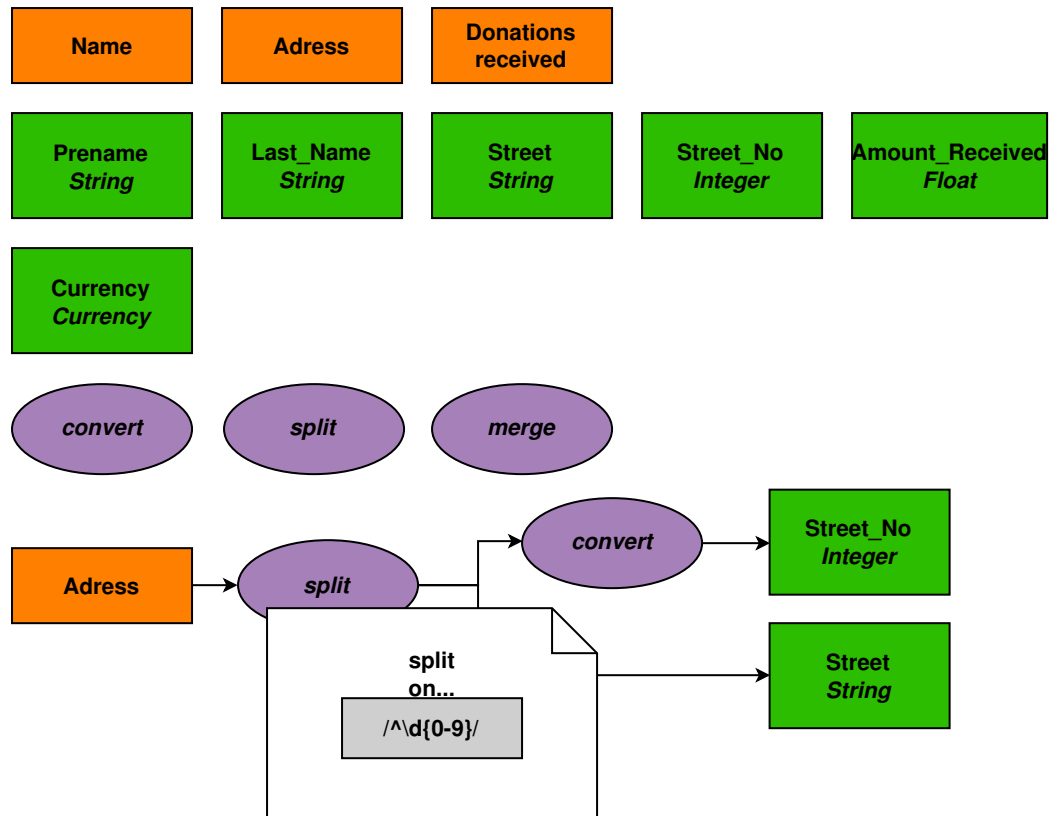 Name
Adress
Donations
received
Prename
String
Last_Name
String
Street
String
Street_No
Integer
Amount_Received
Float
Currency
Currency
convert
split
merge
Adress
split
convert
Street_No
Integer
split
on...
/^\d{0-9}/
Street
String